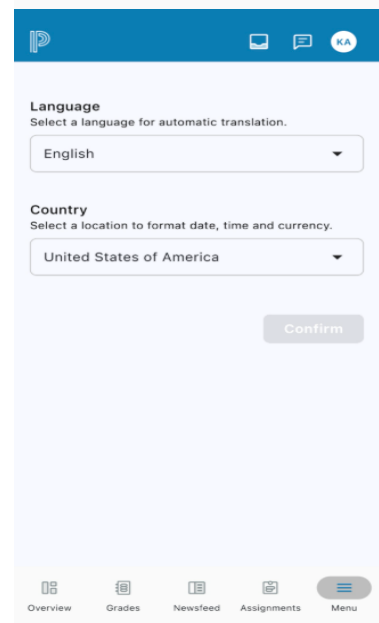 KA
Language
Select a language for automatic translation.
English
Country
Select a location to format date, time and currency.
United States of America
Confirm
Overview Grades Newsfeed Assignments Menu